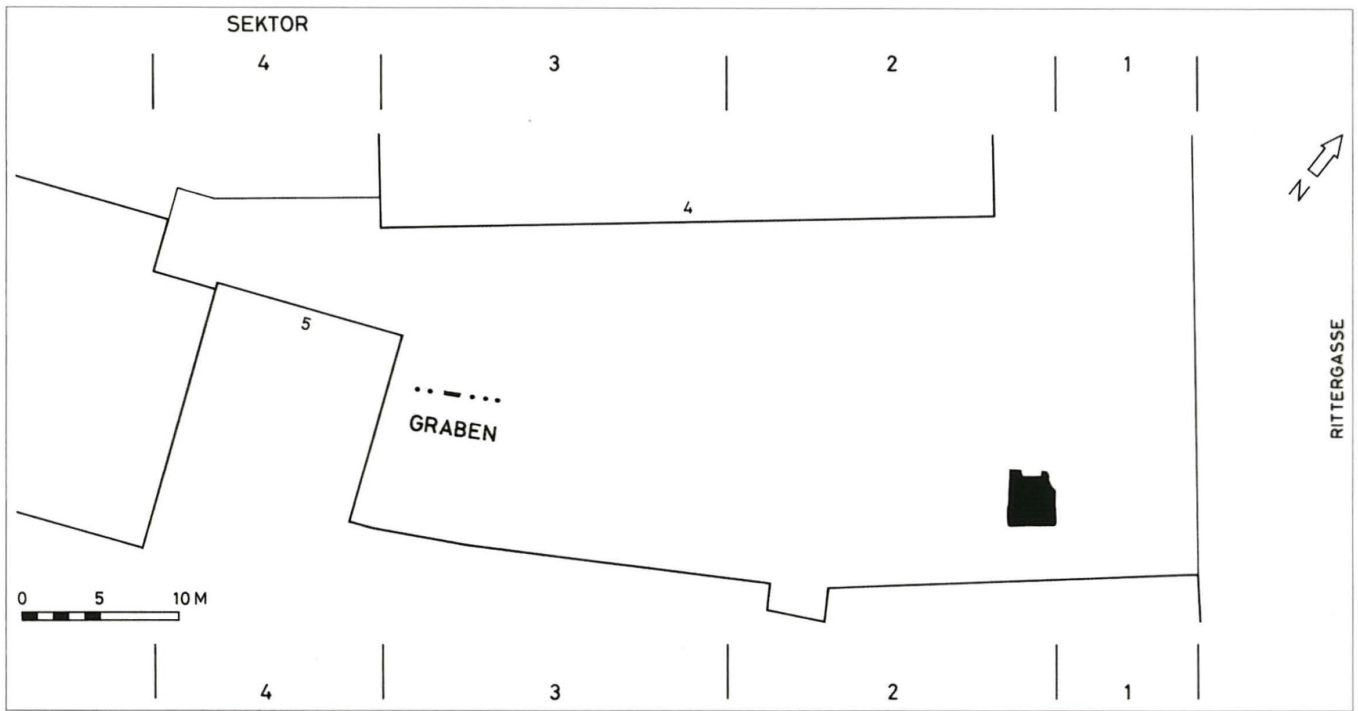 SEKTOR
4 3 2 1
N
4
5
RITTERGASSE
GRABEN
0 5 10 M
4 3 2 1